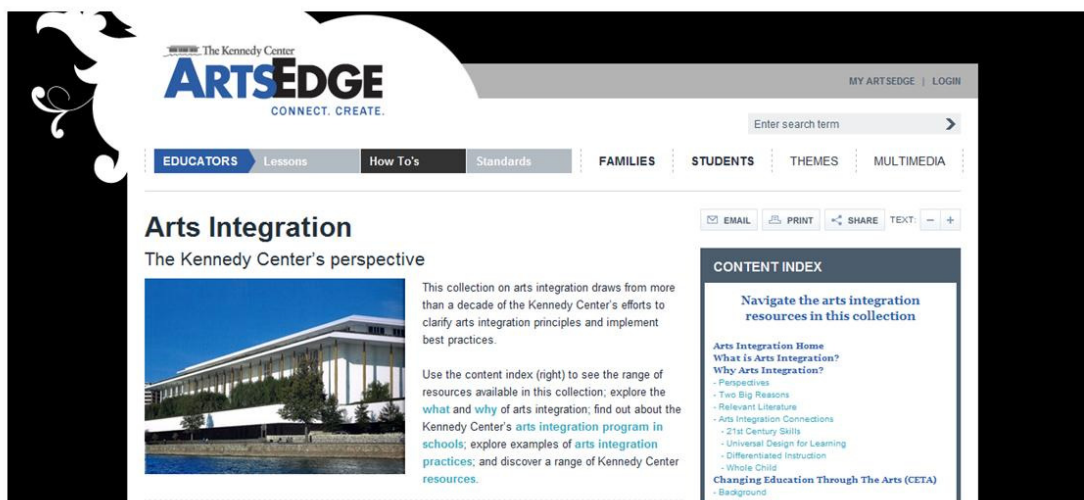 The Kennedy Center
ARTSEDGE
CONNECT. CREATE.
MY ARTSEDGE | LOGIN
Enter search term
EDUCATORS Lessons How To's Standards FAMILIES STUDENTS THEMES MULTIMEDIA
Arts Integration
The Kennedy Center's perspective
EMAIL PRINT SHARE TEXT: - +
This collection on arts integration draws from more
than a decade of the Kennedy Center's efforts to
clarify arts integration principles and implement
best practices.
Use the content index (right) to see the range of
resources available in this collection; explore the
what and why of arts integration; find out about the
Kennedy Center's arts integration program in
schools; explore examples of arts integration
practices; and discover a range of Kennedy Center
resources.
CONTENT INDEX
Navigate the arts integration
resources in this collection
Arts Integration Home
What is Arts Integration?
Why Arts Integration?
- Perspectives
- Two Big Reasons
- Relevant Literature
- Arts Integration Connections
- 21st Century Skills
- Universal Design for Learning
- Differentiated Instruction
- Whole Child
Changing Education Through The Arts (CETA)
- Background